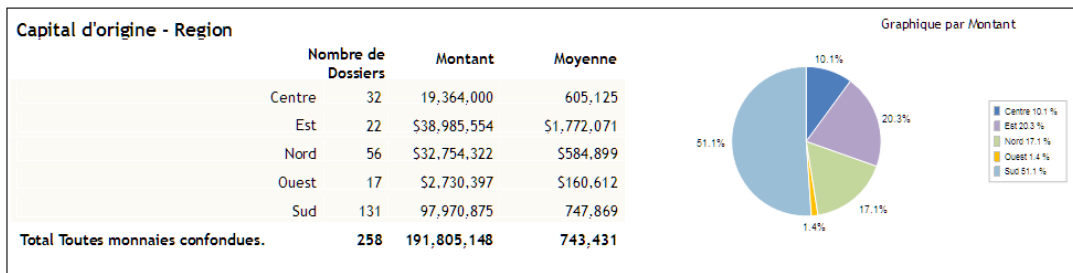 Capital d'origine - Region
Graphique par Montant
Nombre de Dossiers Montant Moyenne
Centre 32 19,364,000 605,125
Est 22 $38,985,554 $1,772,071
Nord 56 $32,754,322 $584,899
Ouest 17 $2,730,397 $160,612
Sud 131 97,970,875 747,869
Total Toutes monnaies confondues. 258 191,805,148 743,431
10.1%
20.3%
51.1%
17.1%
1.4%
Centre 10.1 %
Est 20.3 %
Nord 17.1 %
Ouest 1.4 %
Sud 51.1 %